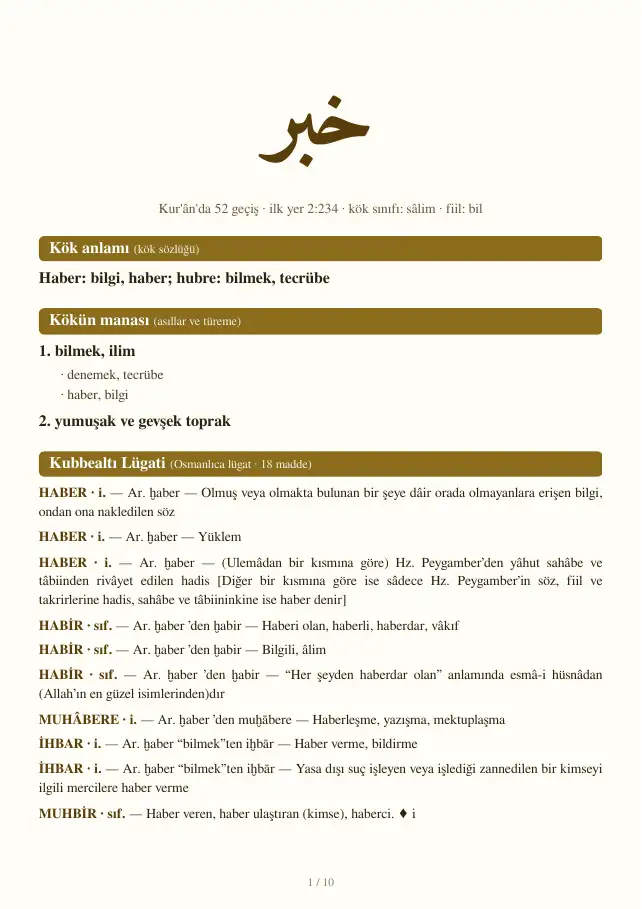 خبر
Kur'ân'da 52 geçiş · ilk yer 2:234 · kök sınıfı: sâlim · fiil: bil
Kök anlamı (kök sözlüğü)
Haber: bilgi, haber; hubre: bilmek, tecrübe
Kökün manası (asıllar ve türeme)
1. bilmek, ilim
· denemek, tecrübe
· haber, bilgi
2. yumuşak ve gevşek toprak
Kubbealtı Lügati (Osmanlıca lügat · 18 madde)
HABER · i. — Ar. ḫaber — Olmuş veya olmakta bulunan bir şeye dâir orada olmayanlara erişen bilgi,
ondan ona nakledilen söz
HABER · i. — Ar. ḫaber — Yüklem
HABER · i. — Ar. ḫaber — (Ulemâdan bir kısmına göre) Hz. Peygamber’den yâhut sahâbe ve
tâbiinden rivâyet edilen hadis [Diğer bir kısmına göre ise sâdece Hz. Peygamber’in söz, fiil ve
takrirlerine hadis, sahâbe ve tâbiininkine ise haber denir]
HABİR · sıf. — Ar. ḫaber ’den ḫabіr — Haberi olan, haberli, haberdar, vâkıf
HABİR · sıf. — Ar. ḫaber ’den ḫabіr — Bilgili, âlim
HABİR · sıf. — Ar. ḫaber ’den ḫabіr — “Her şeyden haberdar olan” anlamında esmâ-i hüsnâdan
(Allah’ın en güzel isimlerinden)dır
MUHÂBERE · i. — Ar. ḫaber ’den muḫābere — Haberleşme, yazışma, mektuplaşma
İHBAR · i. — Ar. ḫaber “bilmek”ten iḫbār — Haber verme, bildirme
İHBAR · i. — Ar. ḫaber “bilmek”ten iḫbār — Yasa dışı suç işleyen veya işlediği zannedilen bir kimseyi
ilgili mercilere haber verme
MUHBİR · sıf. — Haber veren, haber ulaştıran (kimse), haberci. ♦ i
1 / 10